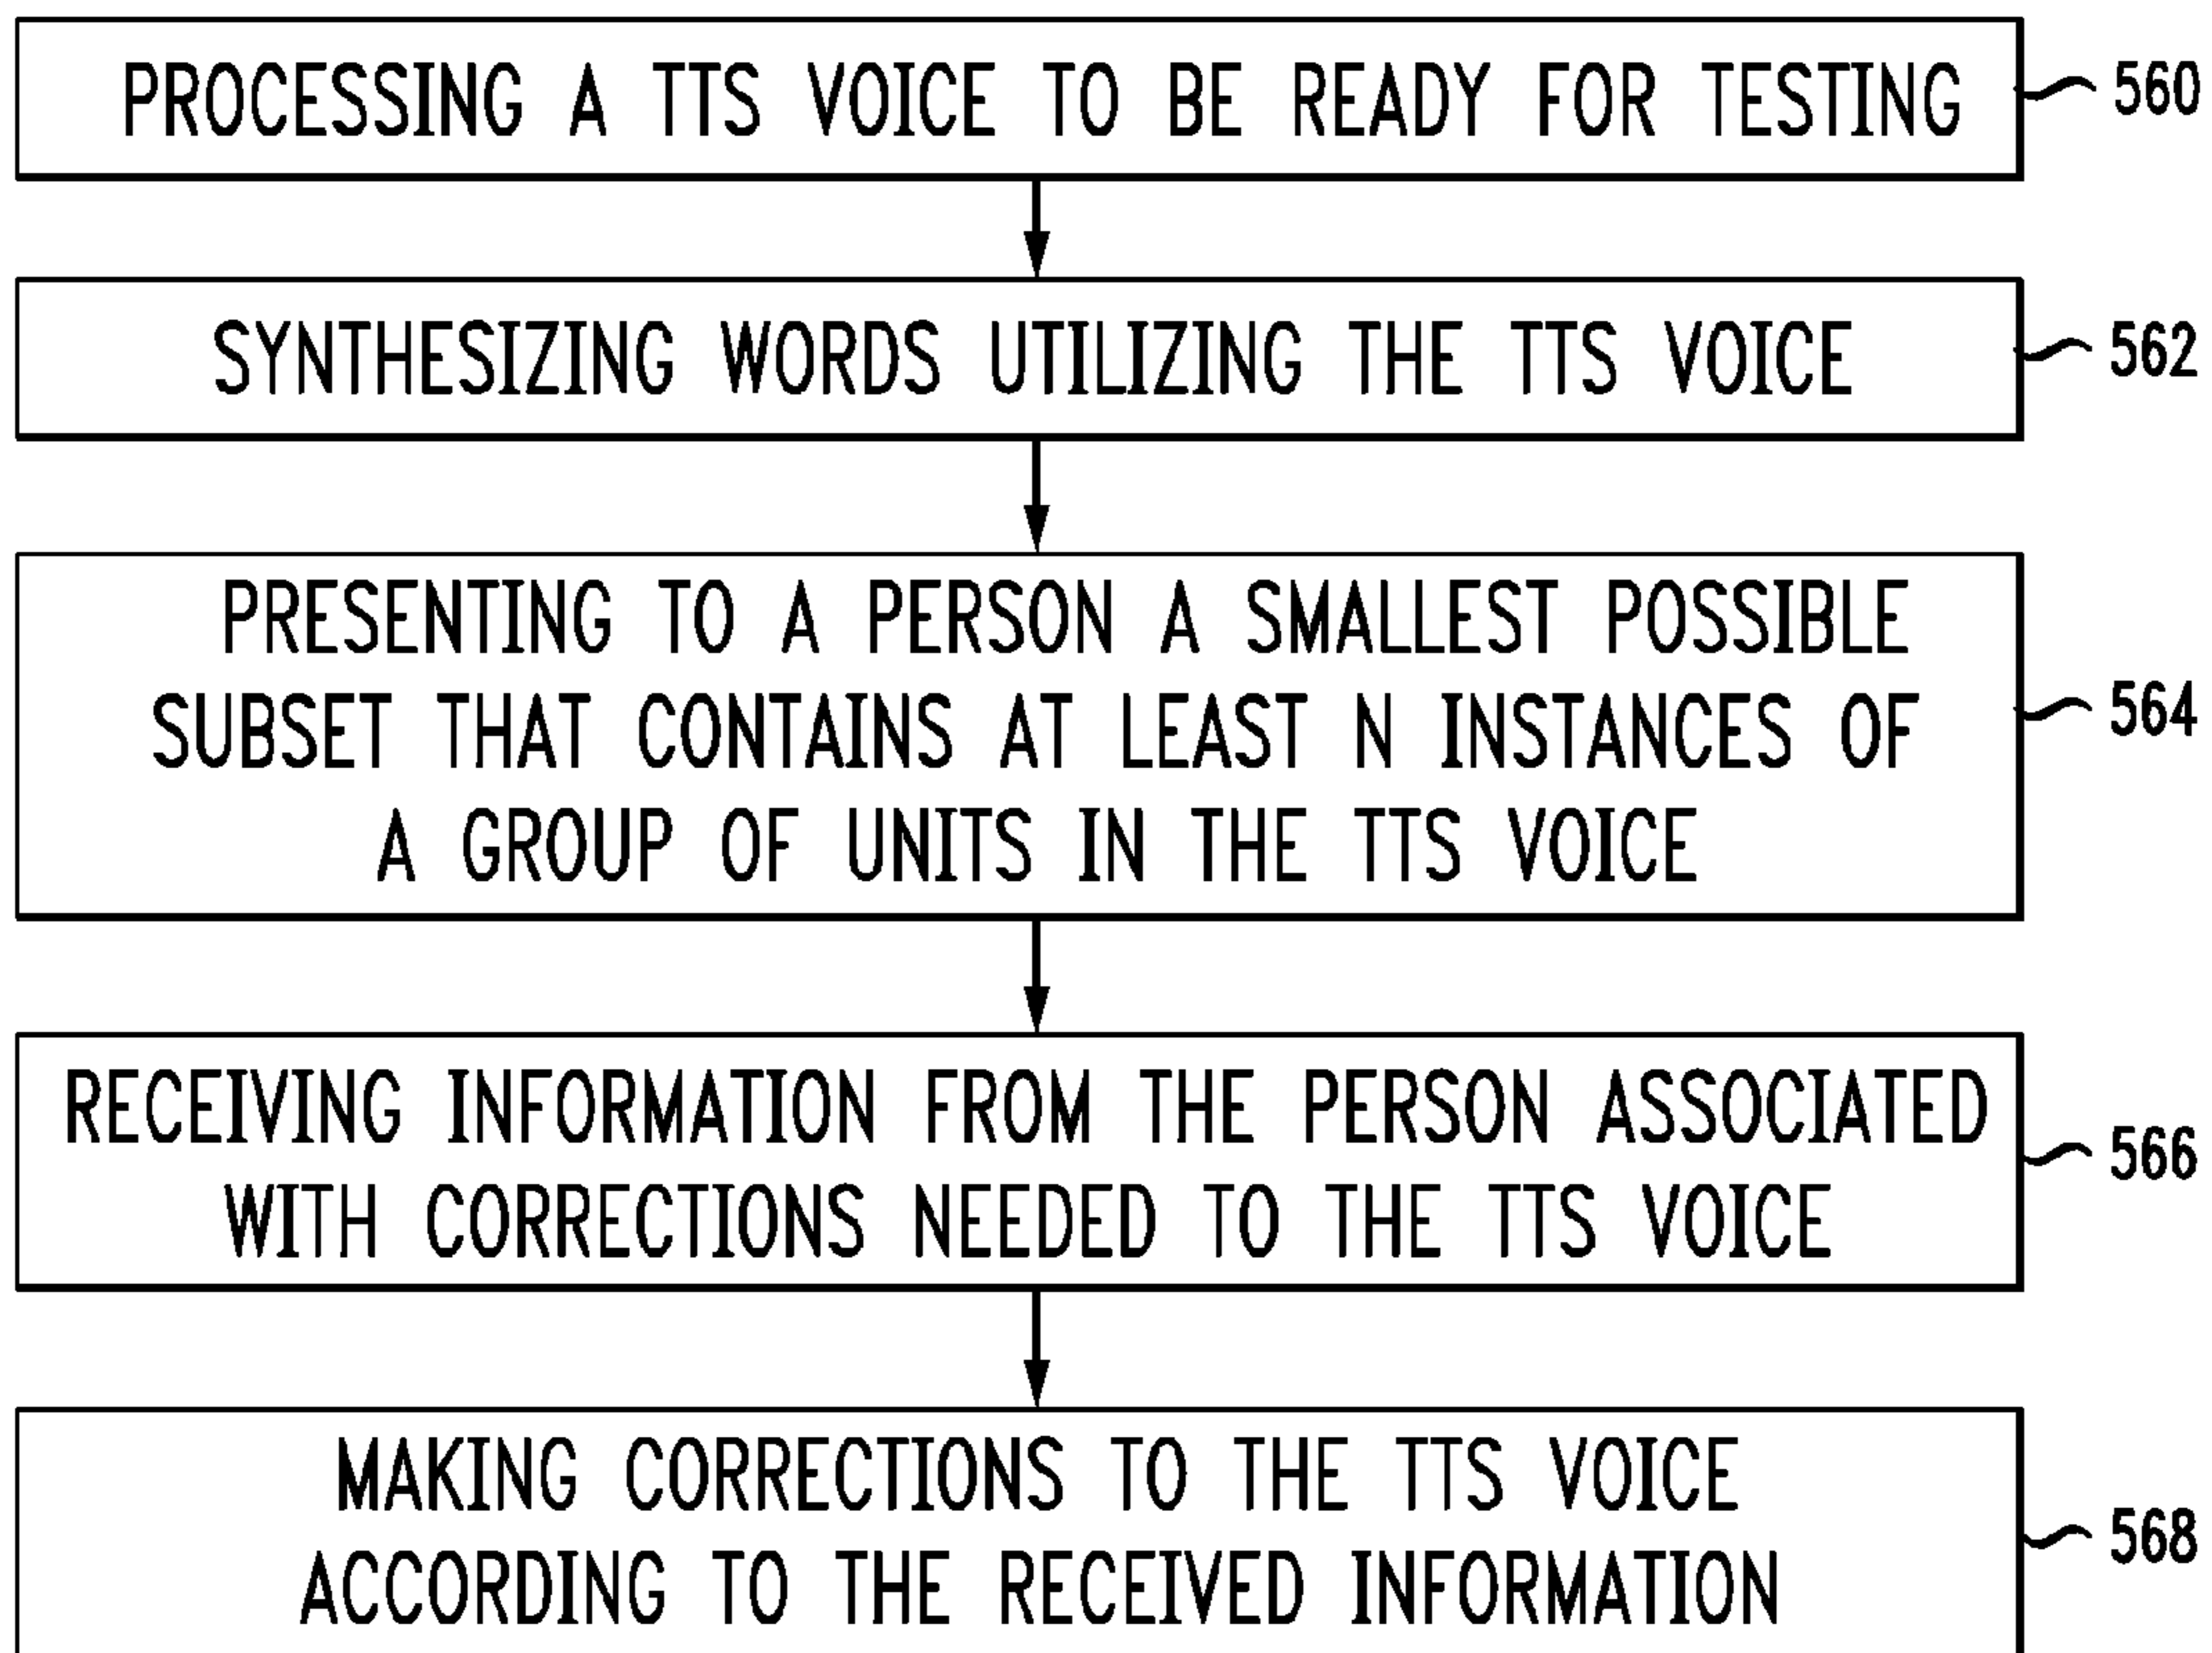 PROCESSING A TTS VOICE TO BE READY FOR TESTING
560
SYNTHESIZING WORDS UTILIZING THE TTS VOICE
562
PRESENTING TO A PERSON A SMALLEST POSSIBLE
SUBSET THAT CONTAINS AT LEAST N INSTANCES OF
A GROUP OF UNITS IN THE TTS VOICE
564
RECEIVING INFORMATION FROM THE PERSON ASSOCIATED
WITH CORRECTIONS NEEDED TO THE TTS VOICE
566
MAKING CORRECTIONS TO THE TTS VOICE
ACCORDING TO THE RECEIVED INFORMATION
568